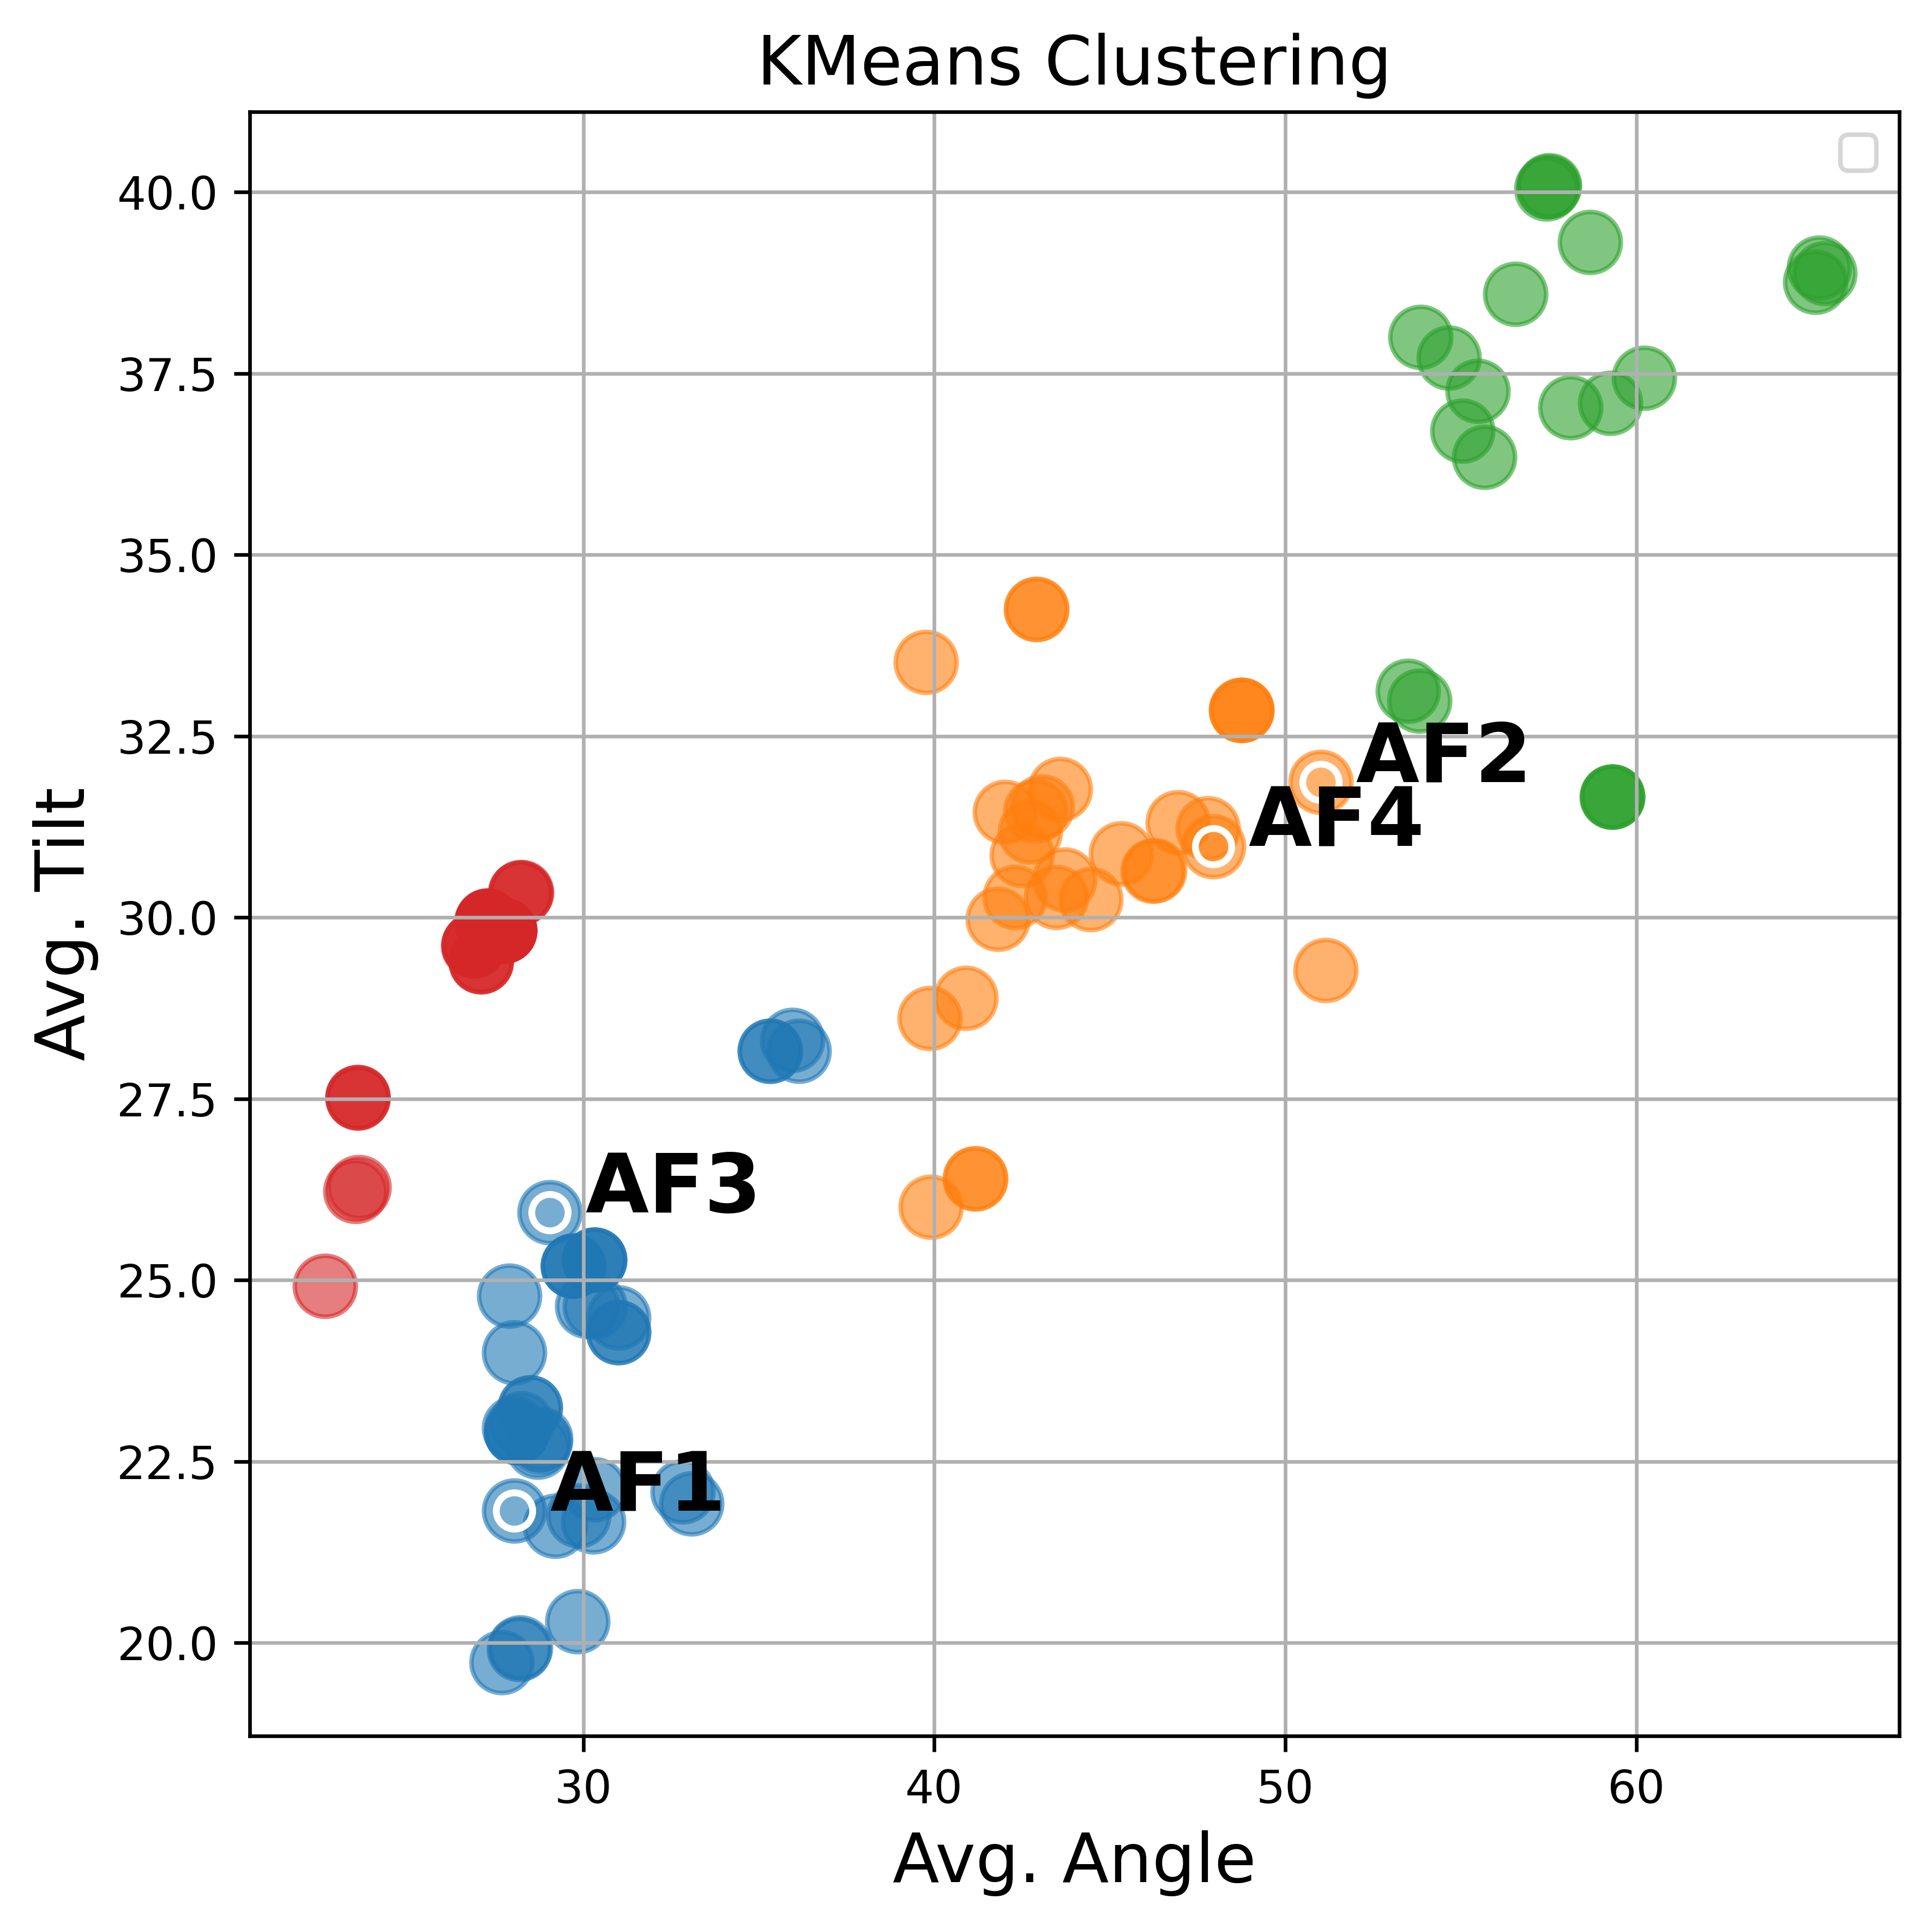 KMeans Clustering
40.0
37.5
35.0
32.5
30.0
27.5
25.0
22.5
20.0
Avg. Tilt
AF2
AF4
AF3
AF1
30 40 50 60
Avg. Angle